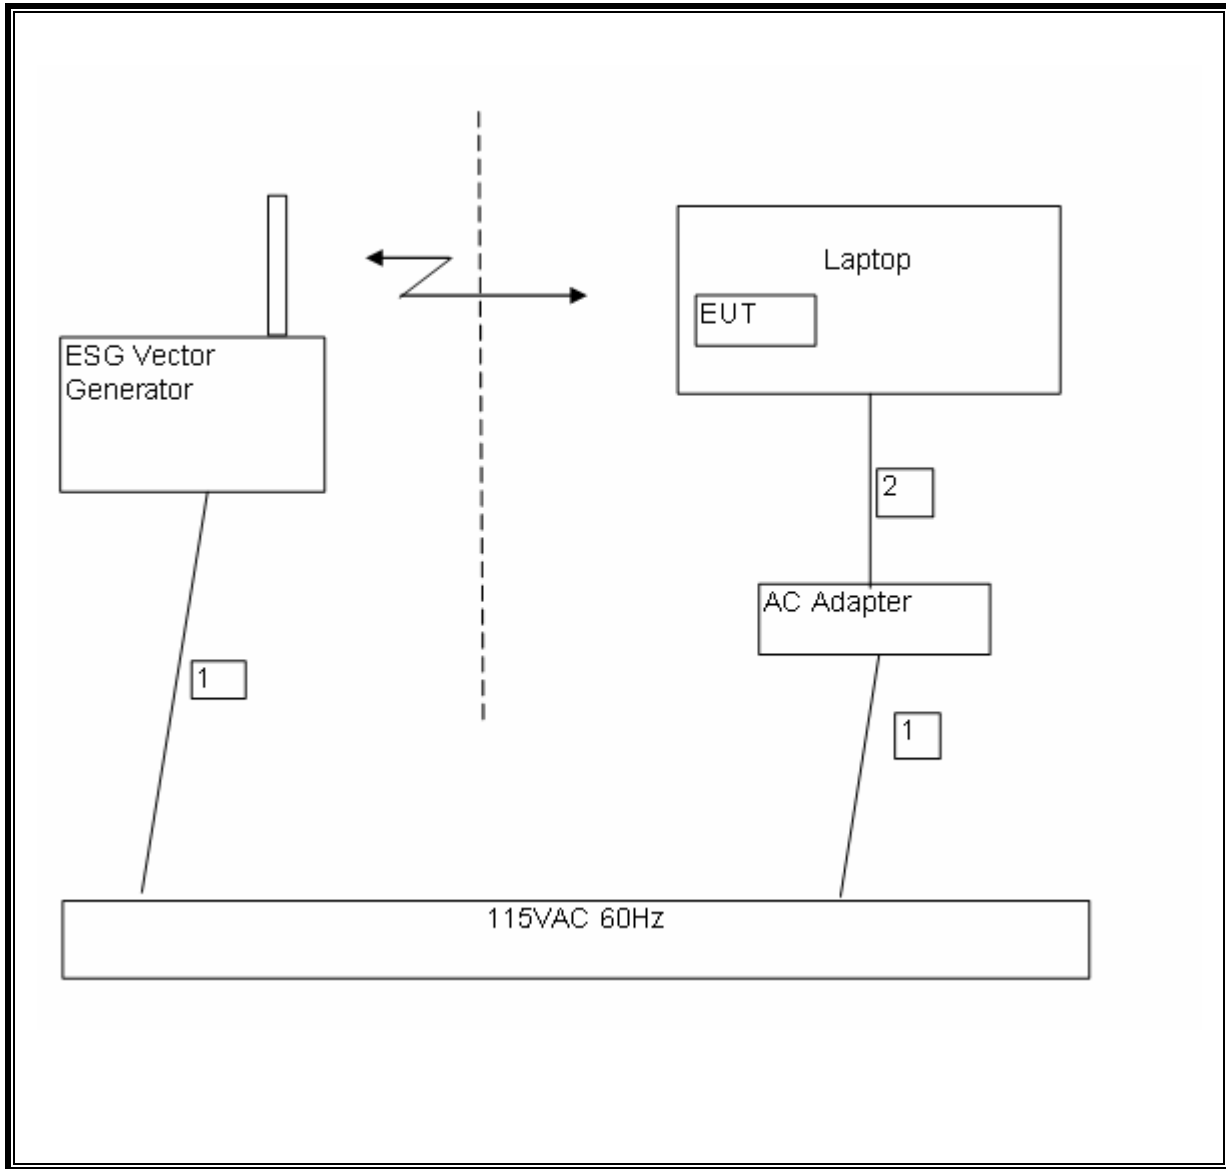 Laptop
EUT
ESG Vector
Generator
2
AC Adapter
1
1
115VAC 60Hz